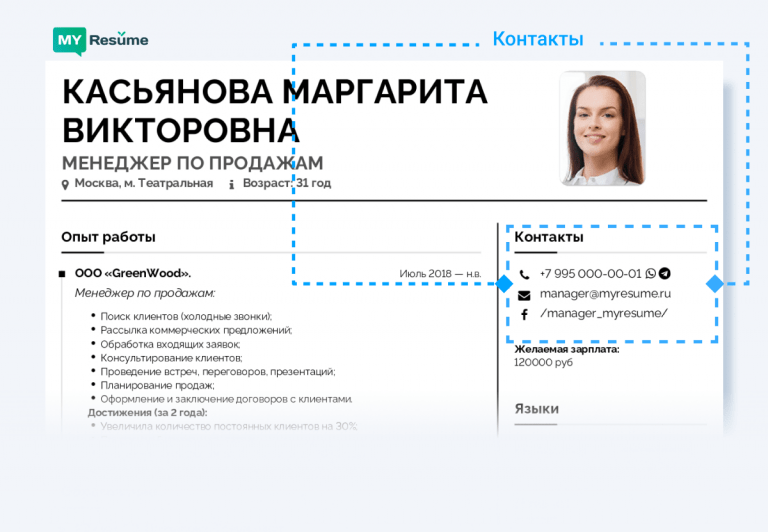 MY Resume
Контакты
КАСЬЯНОВА МАРГАРИТА
ВИКТОРОВНА
МЕНЕДЖЕР ПО ПРОДАЖАМ
Москва, м. Театральная Возраст: 31 год
Опыт работы
ООО «GreenWood». Июль 2018 — н.в.
Менеджер по продажам:
Поиск клиентов (холодные звонки);
Рассылка коммерческих предложений;
Обработка входящих заявок;
Консультирование клиентов;
Проведение встреч, переговоров, презентаций;
Планирование продаж;
Оформление и заключение договоров с клиентами.
Достижения (за 2 года):
Увеличила количество постоянных клиентов на 30%;
Контакты
+7 995 000-00-01
manager@myresume.ru
/manager_myresume/
Желаемая зарплата:
120000 руб
Языки